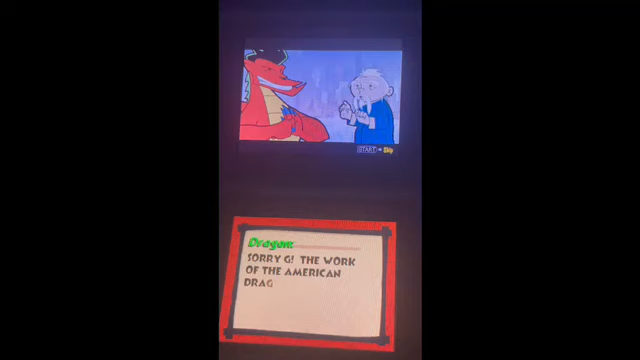 START = Skip
Dragon:
SORRY G! THE WORK
OF THE AMERICAN
DRAG